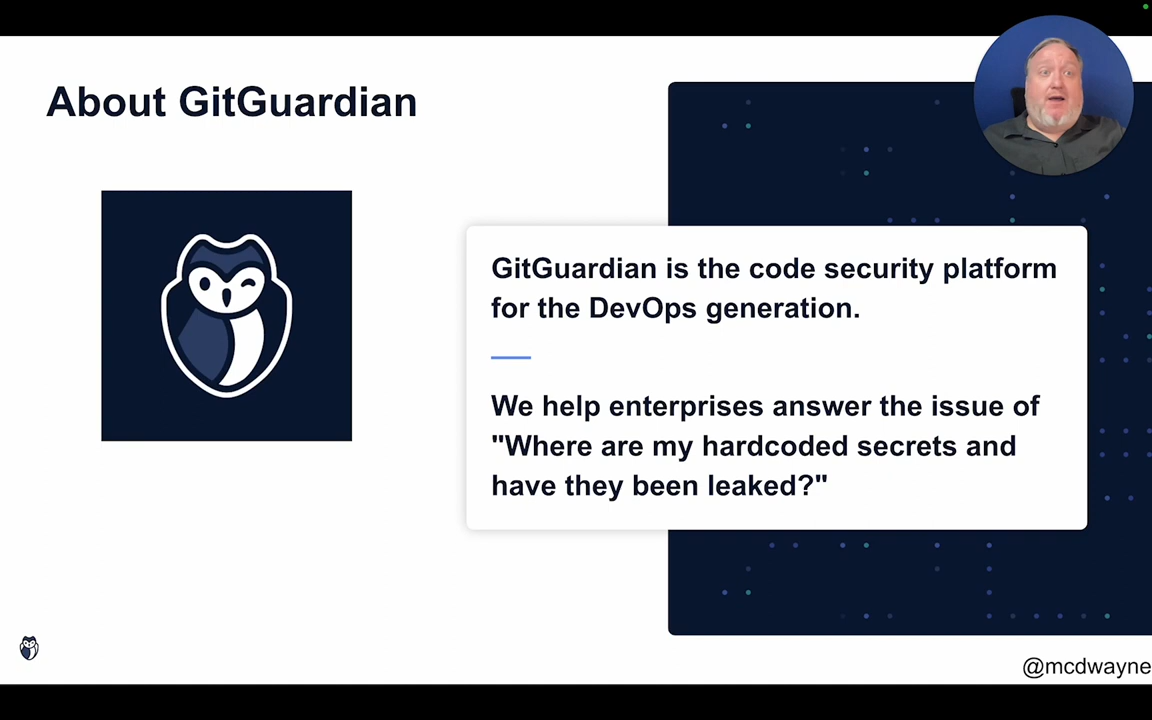 About GitGuardian
GitGuardian is the code security platform
for the DevOps generation.
We help enterprises answer the issue of
"Where are my hardcoded secrets and
have they been leaked?"
@mcdwayne